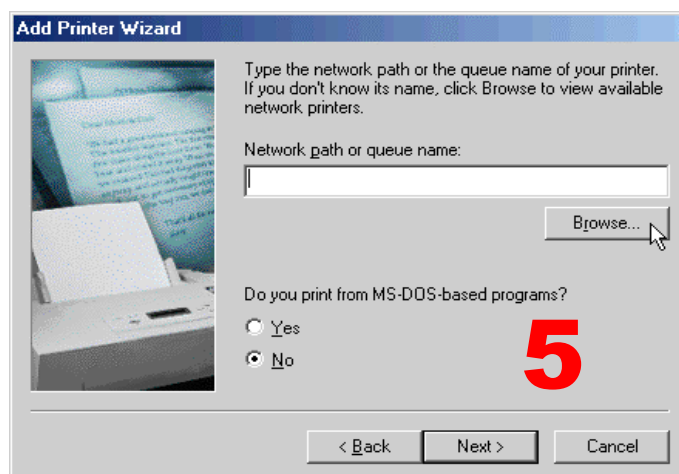 Add Printer Wizard
Type the network path or the queue name of your printer.
If you don't know its name, click Browse to view available
network printers.
Network path or queue name:
Browse...
Do you print from MS-DOS-based programs?
Yes
No
5
< Back
Next >
Cancel